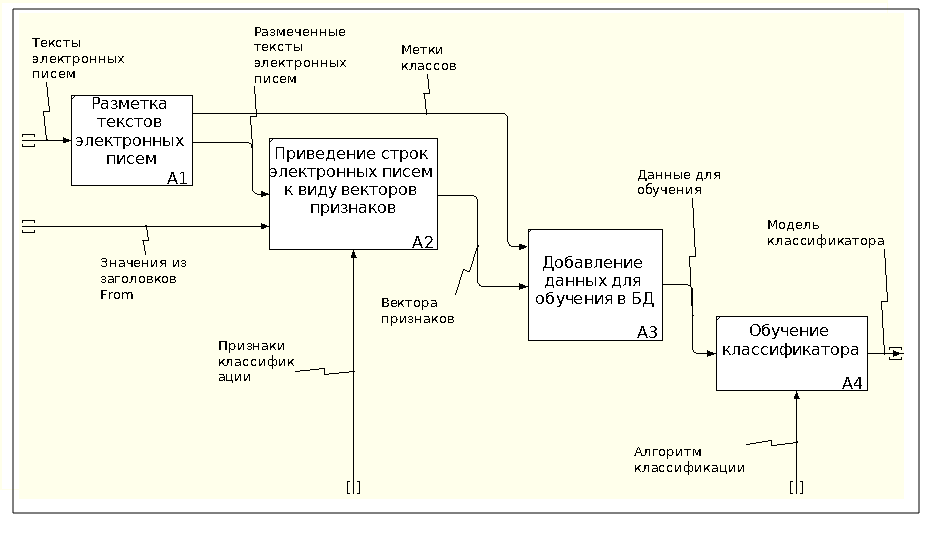 Тексты
электронных
писем
Размеченные
тексты
электронных
писем
Метки
классов
Разметка
текстов
электронных
писем
A1
Приведение строк
электронных писем
к виду векторов
признаков
A2
Данные для
обучения
Модель
классификатора
Значения из
заголовков
From
Добавление
данных для
обучения в БД
A3
Вектора
признаков
Обучение
классификатора
A4
Признаки
классифик
ации
Алгоритм
классификации